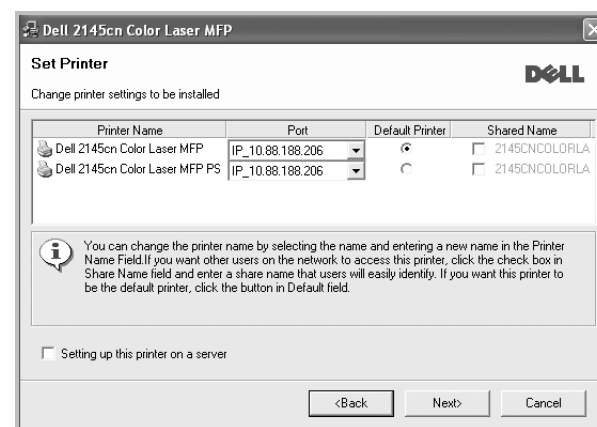 Dell 2145cn Color Laser MFP
Set Printer
DELL
Change printer settings to be installed
Printer Name Port Default Printer Shared Name
Dell 2145cn Color Laser MFP IP_10.88.188.206 2145CNCOLORLA
Dell 2145cn Color Laser MFP PS IP_10.88.188.206 2145CNCOLORLA
You can change the printer name by selecting the name and entering a new name in the Printer
Name Field.If you want other users on the network to access this printer, click the check box in
Share Name field and enter a share name that users will easily identify. If you want this printer to
be the default printer, click the button in Default field.
Setting up this printer on a server
<Back Next> Cancel